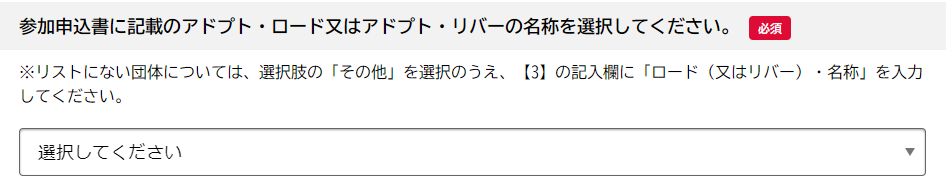 参加申込書に記載のアドプト・ロード又はアドプト・リバーの名称を選択してください。 必須
※リストにない団体については、選択肢の「その他」を選択のうえ、【3】の記入欄に「ロード（又はリバー）・名称」を入力
してください。
選択してください